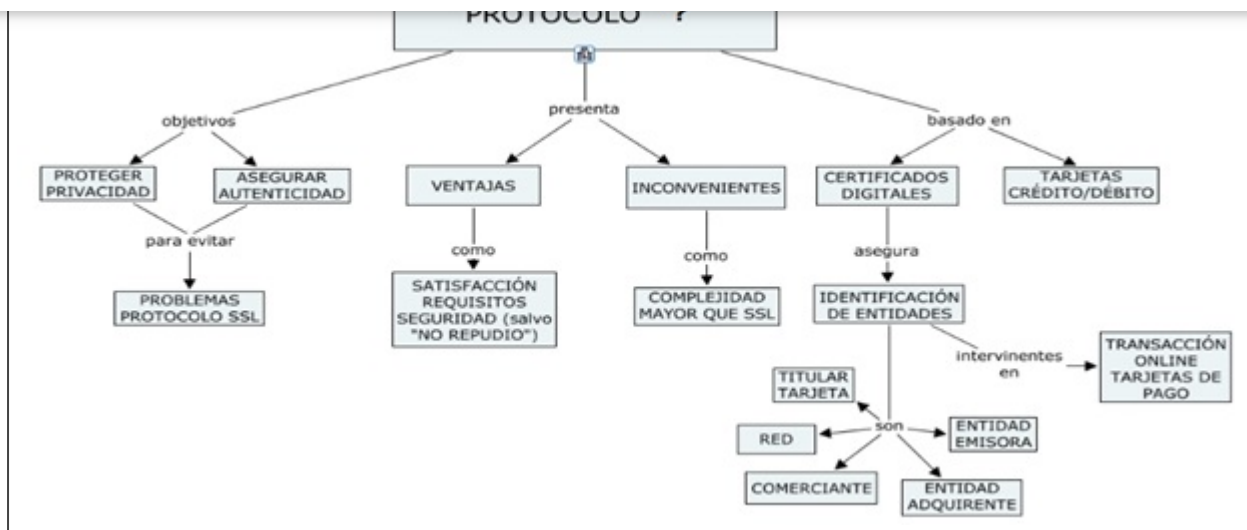 PROTOCOLO ?
objetivos
presenta
basado en
PROTEGER
PRIVACIDAD
ASEGURAR
AUTENTICIDAD
VENTAJAS
INCONVENIENTES
CERTIFICADOS
DIGITALES
TARJETAS
CRÉDITO/DÉBITO
para evitar
como
como
asegura
PROBLEMAS
PROTOCOLO SSL
SATISFACCIÓN
REQUISITOS
SEGURIDAD (salvo
"NO REPUDIO")
COMPLEJIDAD
MAYOR QUE SSL
IDENTIFICACIÓN
DE ENTIDADES
intervinentes
en
TRANSACCIÓN
ONLINE
TARJETAS DE
PAGO
TITULAR
TARJETA
son
RED
ENTIDAD
EMISORA
COMERCIANTE
ENTIDAD
ADQUIRENTE